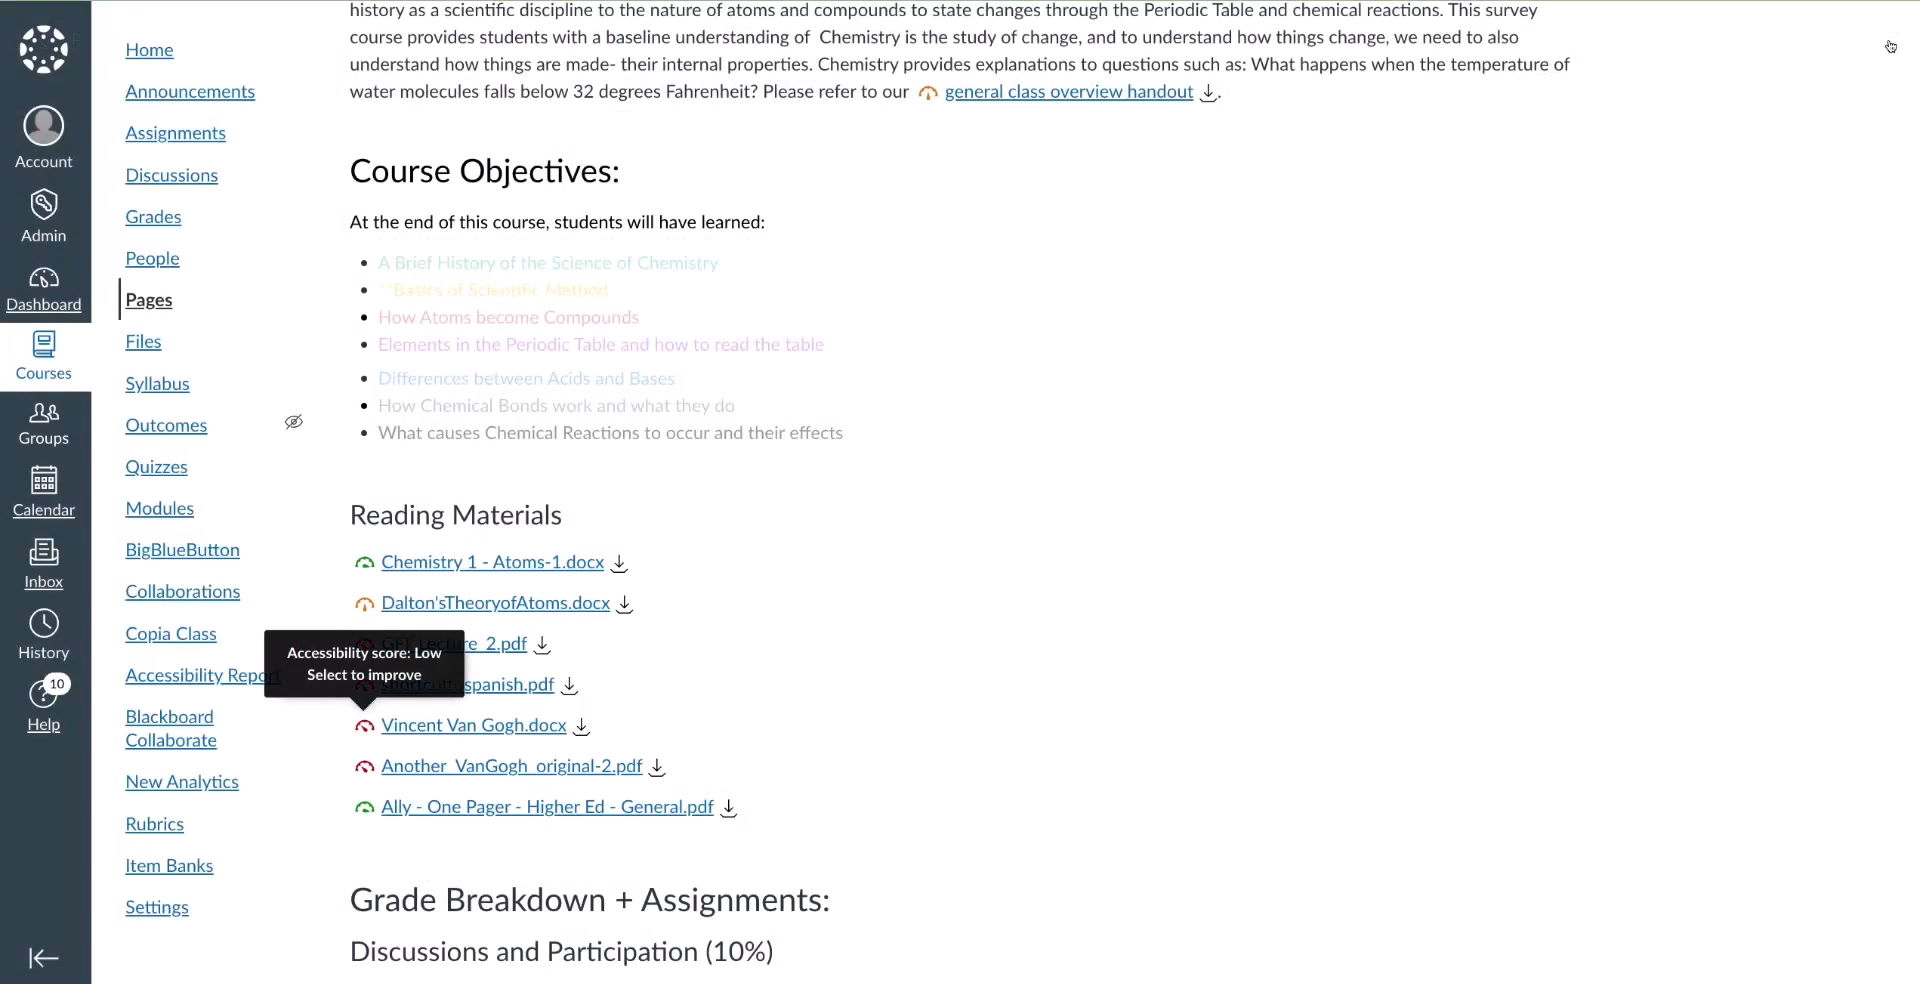 Account
Admin
Dashboard
Courses
Groups
Calendar
Inbox
History
10
Help
Home
Announcements
Assignments
Discussions
Grades
People
Pages
Files
Syllabus
Outcomes
Quizzes
Modules
BigBlueButton
Collaborations
Copia Class
Accessibility Report
Blackboard
Collaborate
New Analytics
Rubrics
Item Banks
Settings
history as a scientific discipline to the nature of atoms and compounds to state changes through the Periodic Table and chemical reactions. This survey
course provides students with a baseline understanding of  Chemistry is the study of change, and to understand how things change, we need to also
understand how things are made- their internal properties. Chemistry provides explanations to questions such as: What happens when the temperature of
water molecules falls below 32 degrees Fahrenheit? Please refer to our general class overview handout .
Course Objectives:
At the end of this course, students will have learned:
A Brief History of the Science of Chemistry
**Basics of Scientific Method
How Atoms become Compounds
Elements in the Periodic Table and how to read the table
Differences between Acids and Bases
How Chemical Bonds work and what they do
What causes Chemical Reactions to occur and their effects
Reading Materials
Chemistry 1 - Atoms-1.docx
Dalton'sTheoryofAtoms.docx
2.pdf
Accessibility score: Low
Select to improve
spanish.pdf
Vincent Van Gogh.docx
Another_VanGogh_original-2.pdf
Ally - One Pager - Higher Ed - General.pdf
Grade Breakdown + Assignments:
Discussions and Participation (10%)